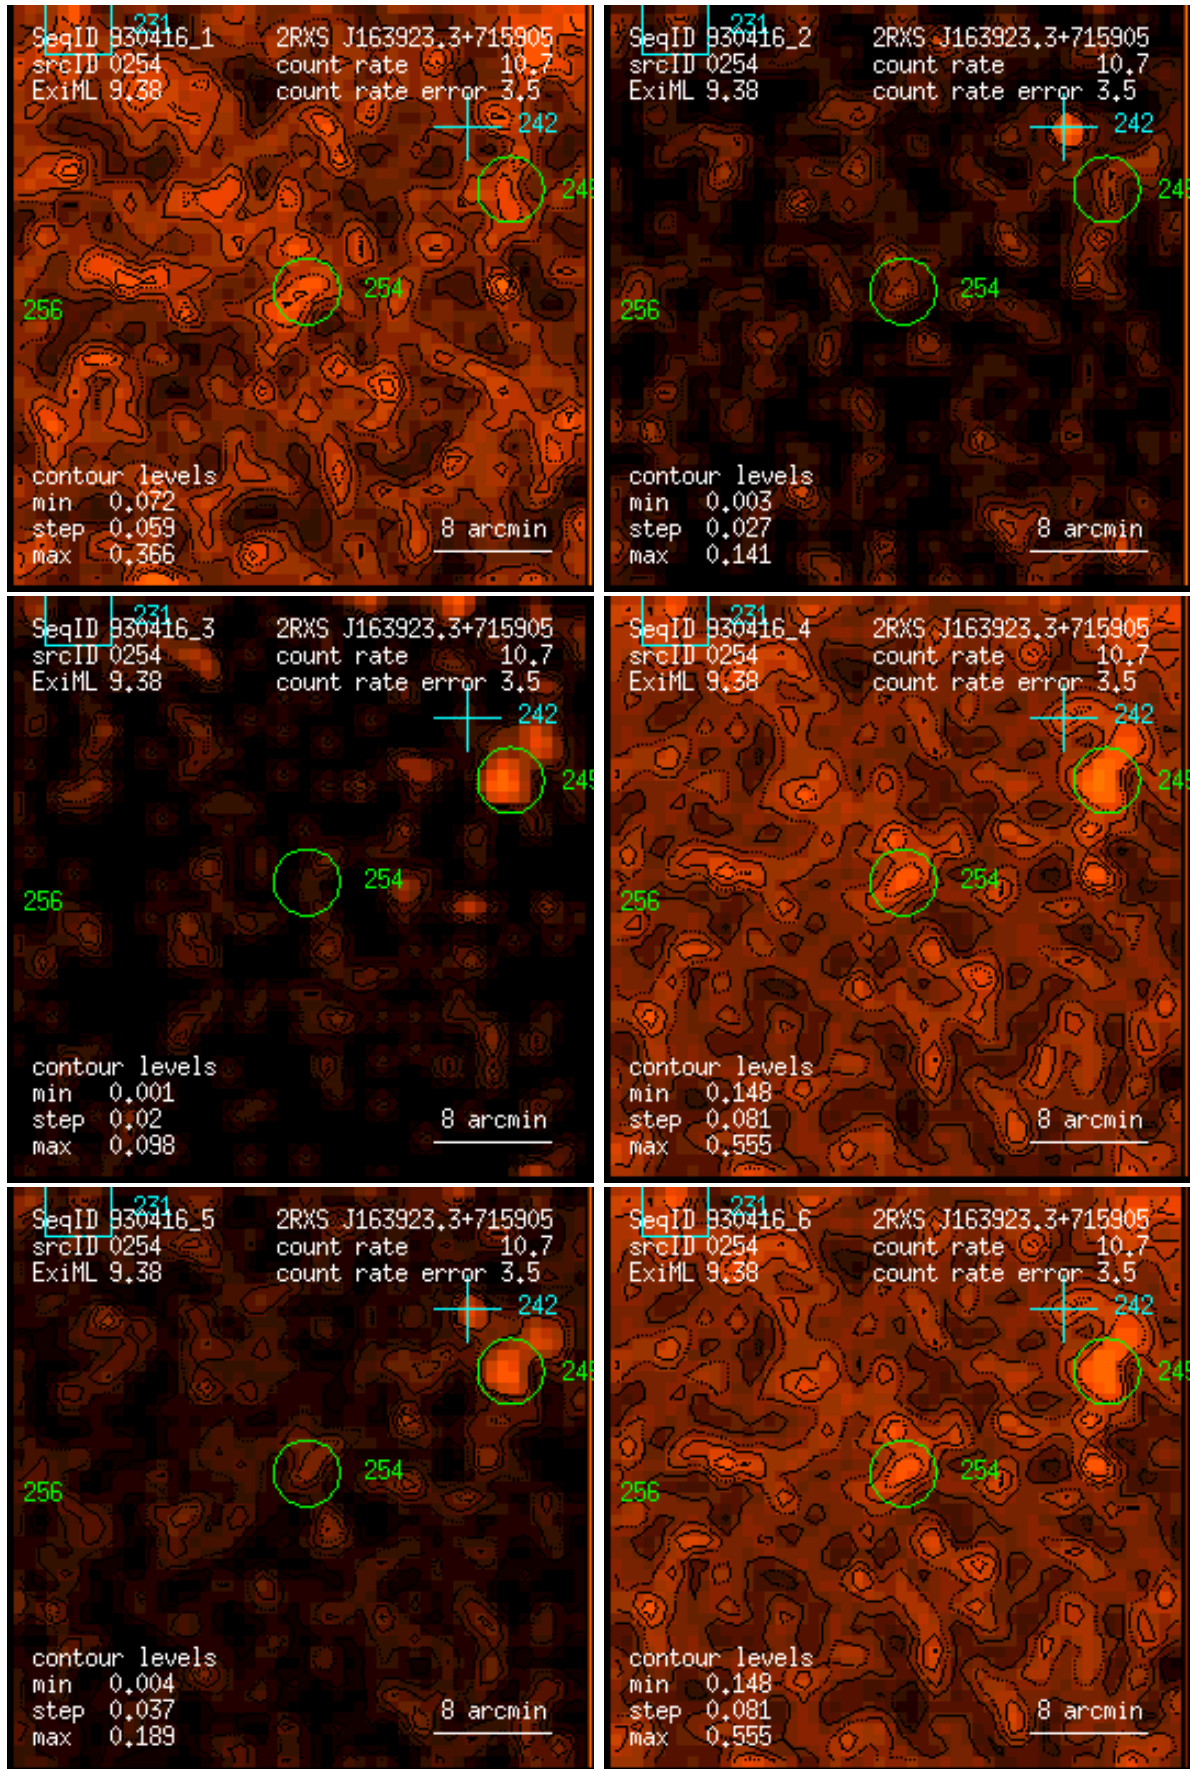 231
SeqID 930416_1 2RXS J163923.3+715905
srcID 0254 count rate 10.7
ExiML 9.38 count rate error 3.5
242
245
254
256
contour levels
min 0.072
step 0.059 8 arcmin
max 0.366
231
SeqID 930416_2 2RXS J163923.3+715905
srcID 0254 count rate 10.7
ExiML 9.38 count rate error 3.5
242
245
254
256
contour levels
min 0.003
step 0.027 8 arcmin
max 0.141
231
SeqID 930416_3 2RXS J163923.3+715905
srcID 0254 count rate 10.7
ExiML 9.38 count rate error 3.5
242
245
254
256
contour levels
min 0.001
step 0.02 8 arcmin
max 0.098
231
SeqID 930416_4 2RXS J163923.3+715905
srcID 0254 count rate 10.7
ExiML 9.38 count rate error 3.5
242
245
254
256
contour levels
min 0.148
step 0.081 8 arcmin
max 0.555
231
SeqID 930416_5 2RXS J163923.3+715905
srcID 0254 count rate 10.7
ExiML 9.38 count rate error 3.5
242
245
254
256
contour levels
min 0.004
step 0.037 8 arcmin
max 0.189
231
SeqID 930416_6 2RXS J163923.3+715905
srcID 0254 count rate 10.7
ExiML 9.38 count rate error 3.5
242
245
254
256
contour levels
min 0.148
step 0.081 8 arcmin
max 0.555